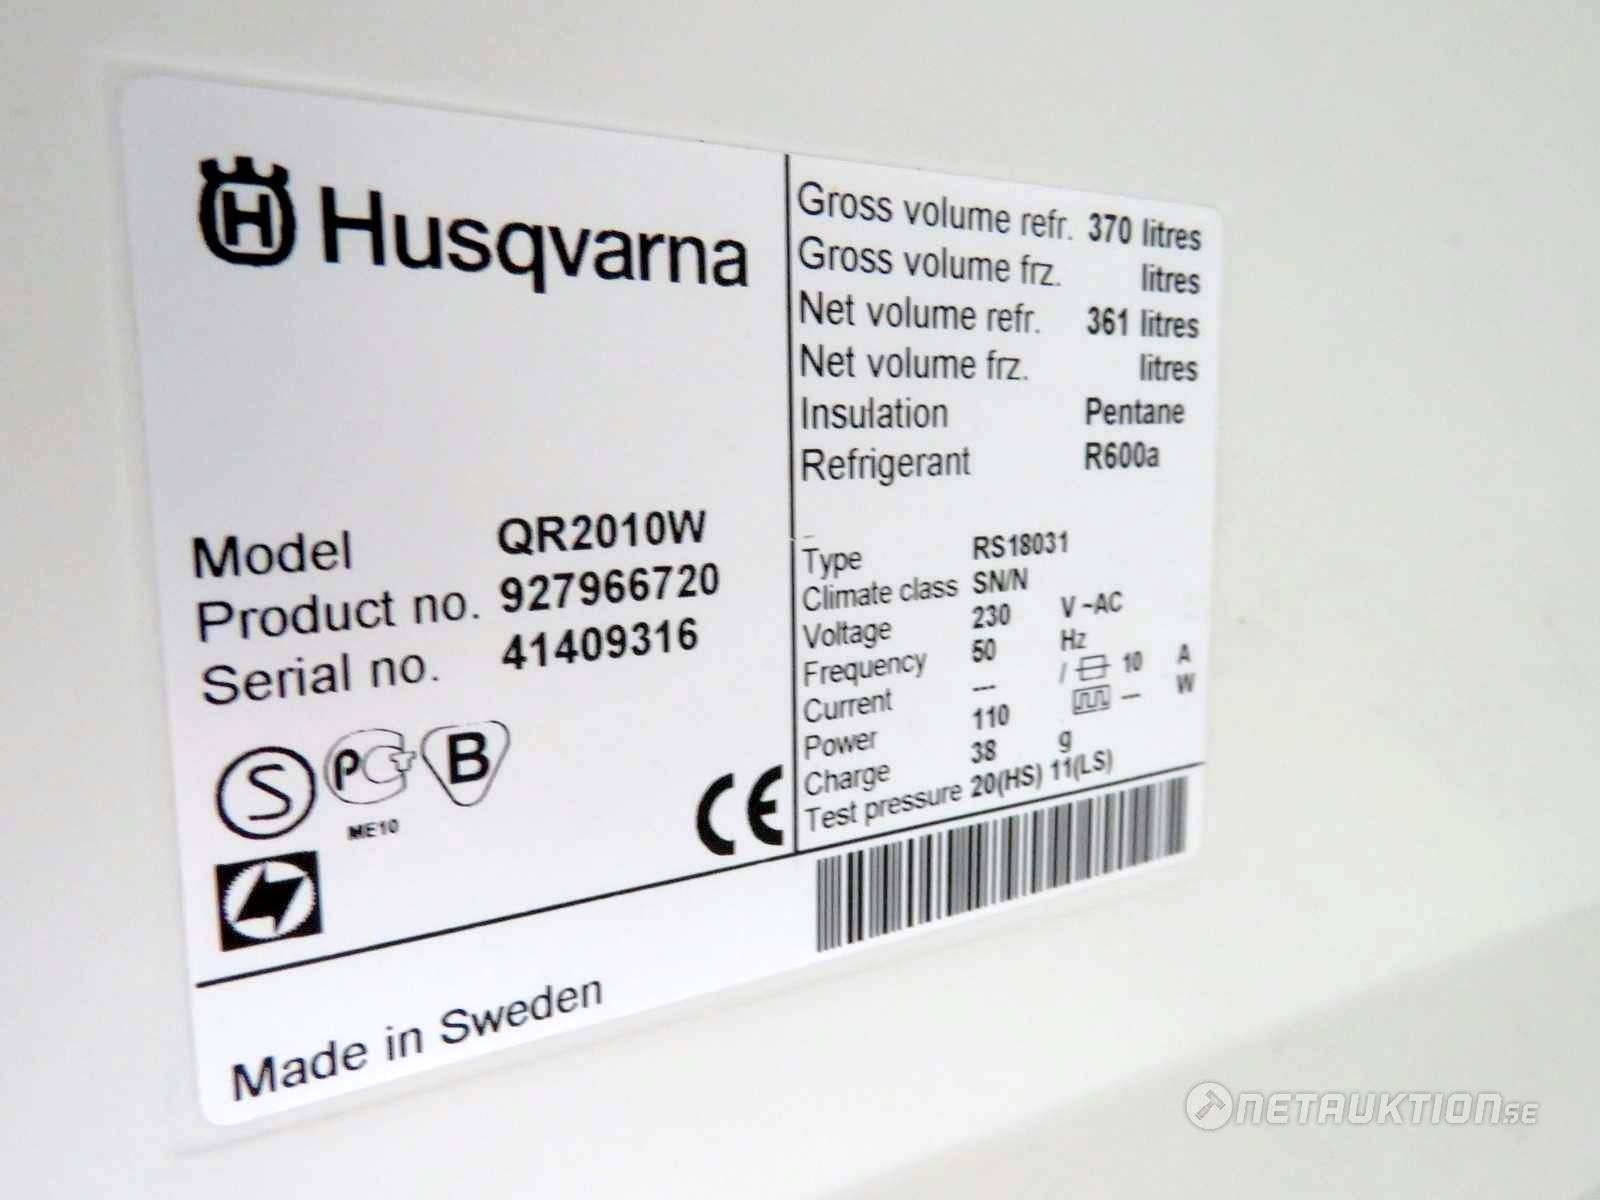 Husqvarna
Model QR2010W
Product no. 927966720
Serial no. 41409316
S
PCT
B
ME10
CE
Made in Sweden
Gross volume refr. 370 litres
Gross volume frz. litres
Net volume refr. 361 litres
Net volume frz. litres
Insulation Pentane
Refrigerant R600a
Type RS18031
Climate class SN/N
Voltage 230 V ~AC
Frequency 50 Hz
Current --- / 10 A
Power 110 --- W
Charge 38 g
Test pressure 20(HS) 11(LS)
NETAUKTION.SE